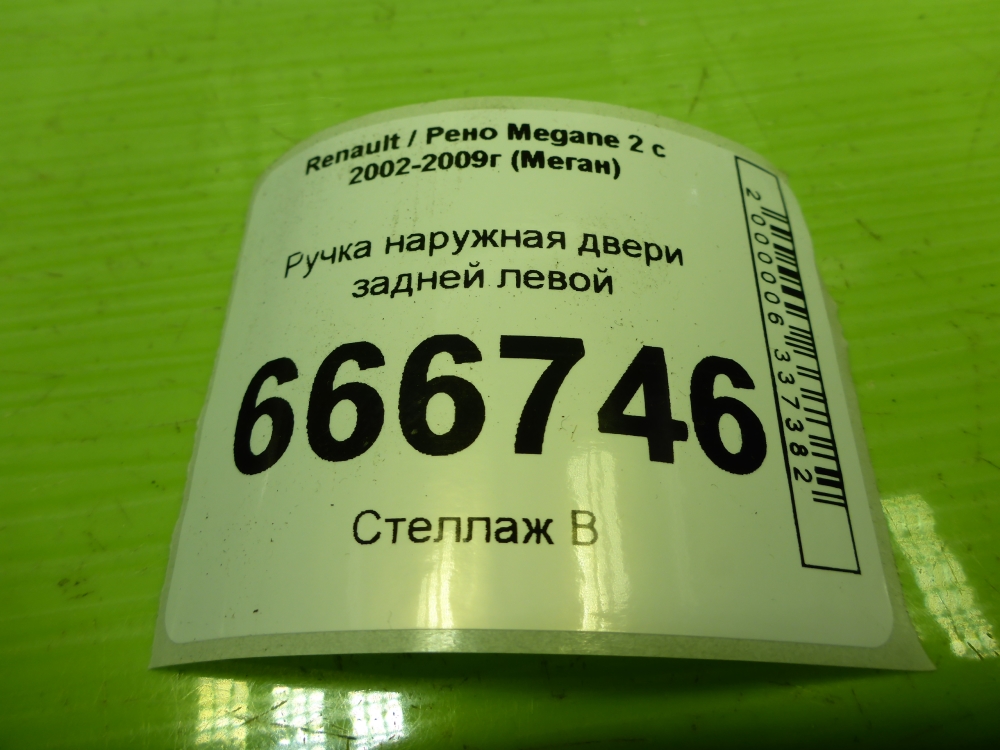 Renault / Рено Megane 2 с
2002-2009г (Меган)
Ручка наружная двери
задней левой
666746
Стеллаж В
2000006337382